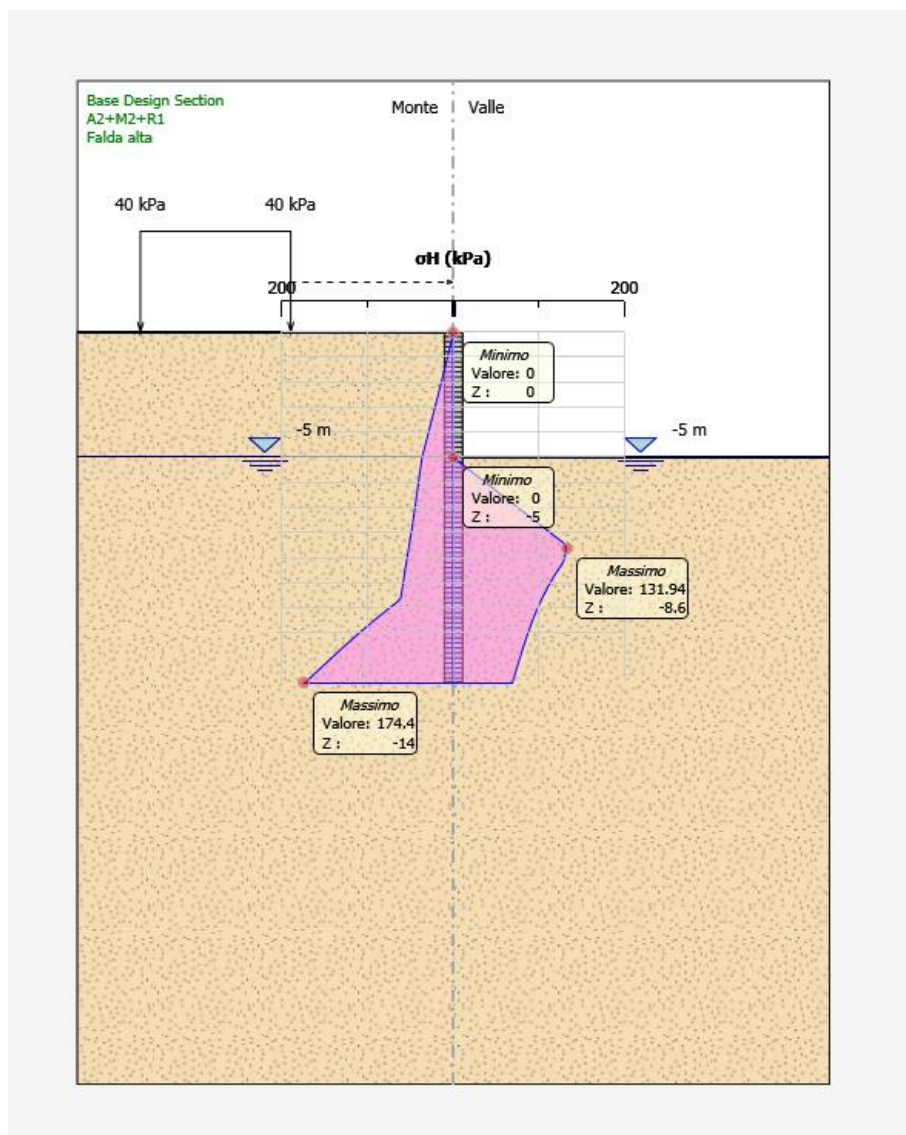 Base Design Section
A2+M2+R1
Falda alta
Monte
Valle
40 kPa
40 kPa
σH (kPa)
200
200
Minimo
Valore: 0
Z : 0
-5 m
-5 m
Minimo
Valore: 0
Z : -5
Massimo
Valore: 131.94
Z : -8.6
Massimo
Valore: 174.4
Z : -14